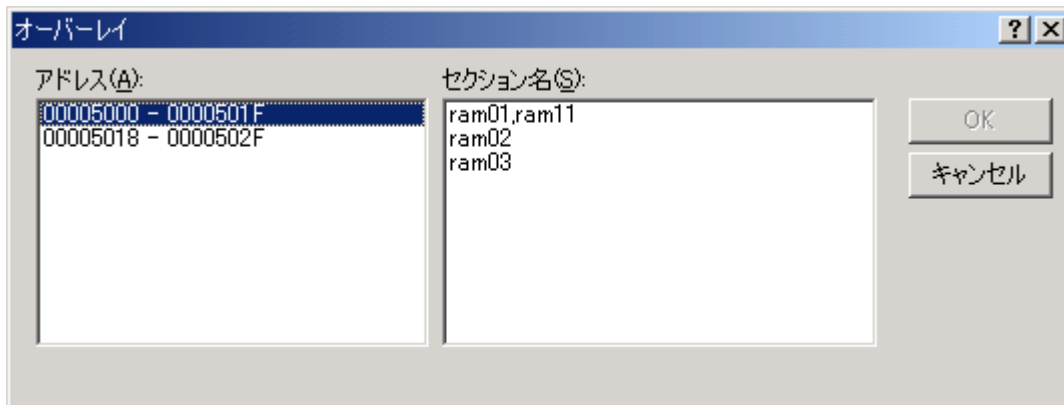 オーバーレイ
アドレス(A):
00005000 - 0000501F
00005018 - 0000502F
セクション名(S):
ram01,ram11
ram02
ram03
OK
キャンセル